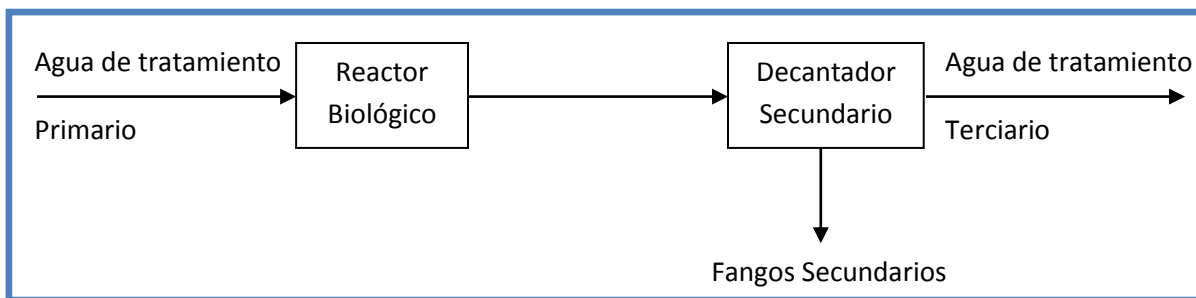 Agua de tratamiento
Primario
Reactor
Biológico
Decantador
Secundario
Agua de tratamiento
Terciario
Fangos Secundarios